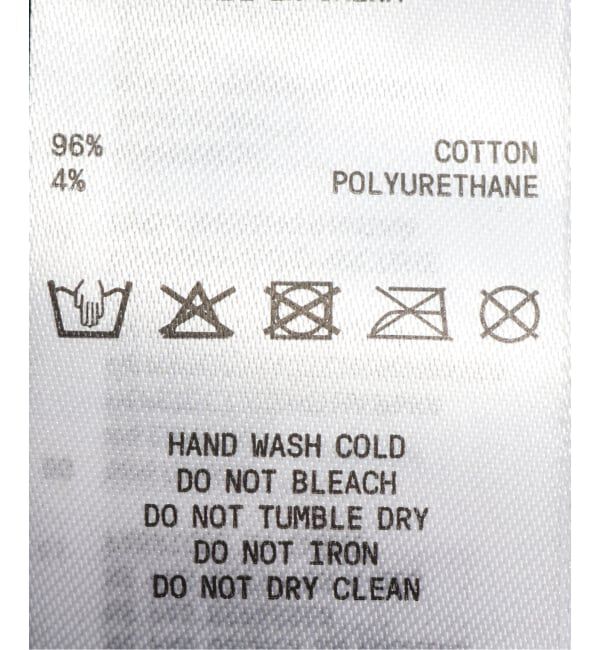 96% COTTON
4% POLYURETHANE
HAND WASH COLD
DO NOT BLEACH
DO NOT TUMBLE DRY
DO NOT IRON
DO NOT DRY CLEAN